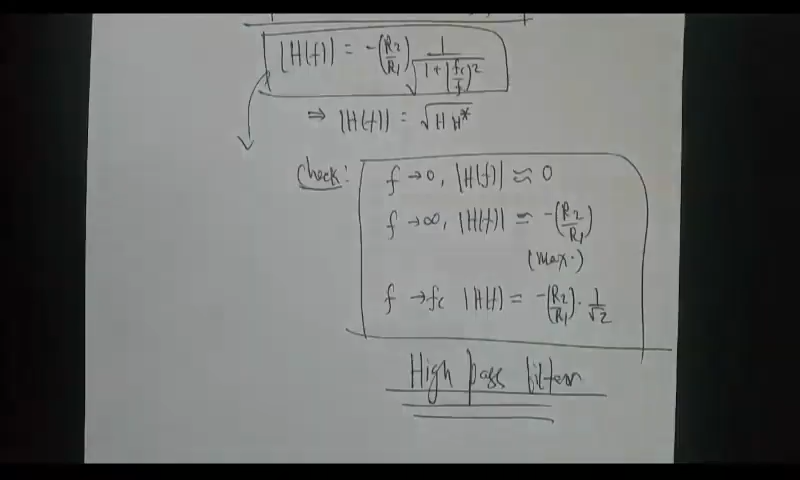 |H(f)| = -(R2/R1) 1/√(1+(fc/f)^2)
⇒ |H(f)| = √(H H*)
Check:
f → 0, |H(f)| ≈ 0
f → ∞, |H(f)| ≈ -(R2/R1)
(max.)
f → fc |H(f)| = -(R2/R1) · 1/√2
High pass filter